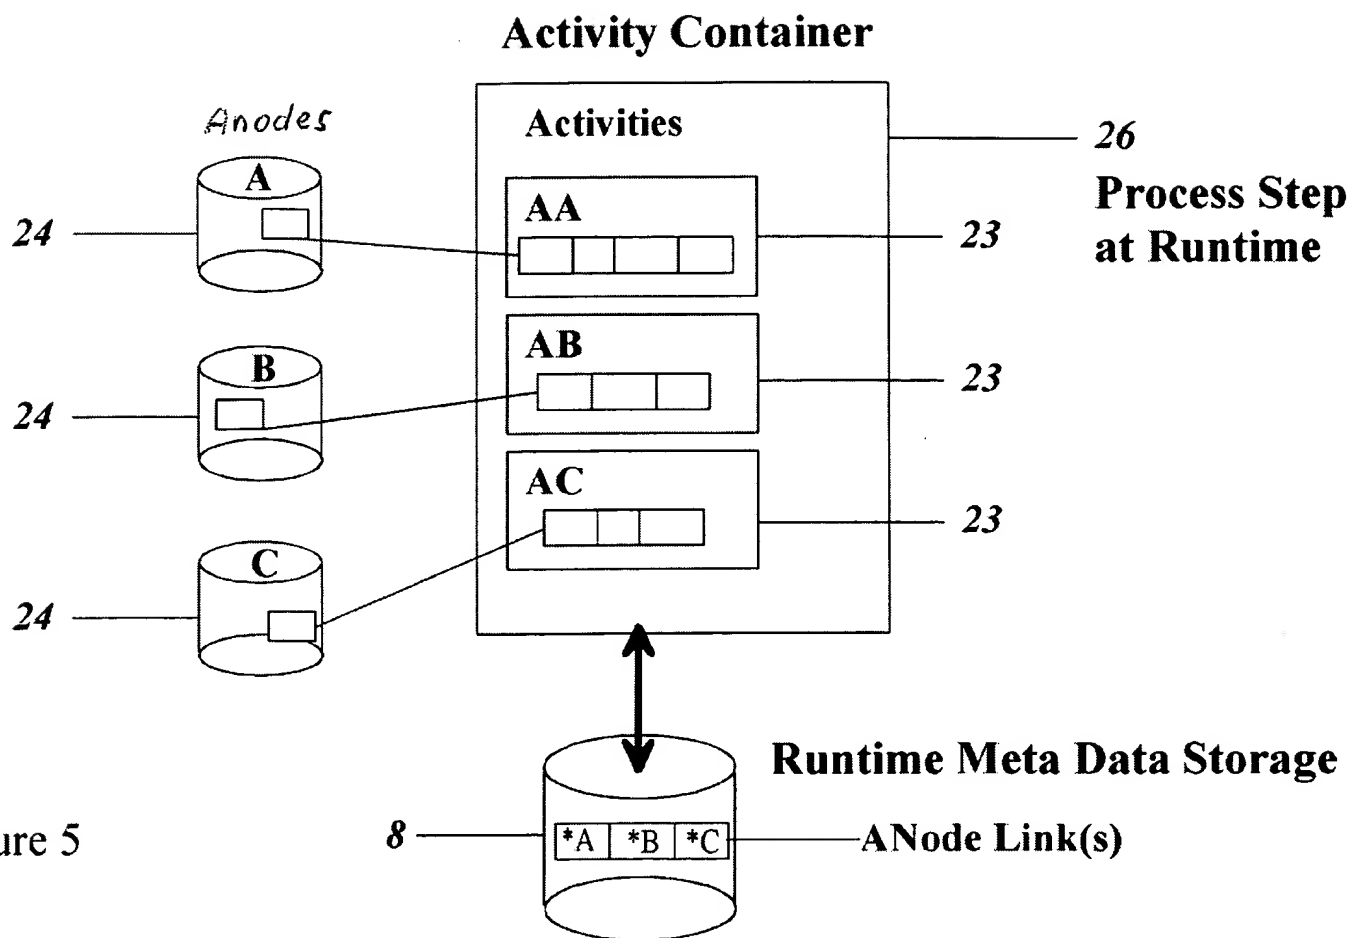 Activity Container
Anodes
Activities
26
Process Step
at Runtime
A
24
AA
23
B
24
AB
23
C
24
AC
23
Runtime Meta Data Storage
ure 5
8
*A *B *C
ANode Link(s)